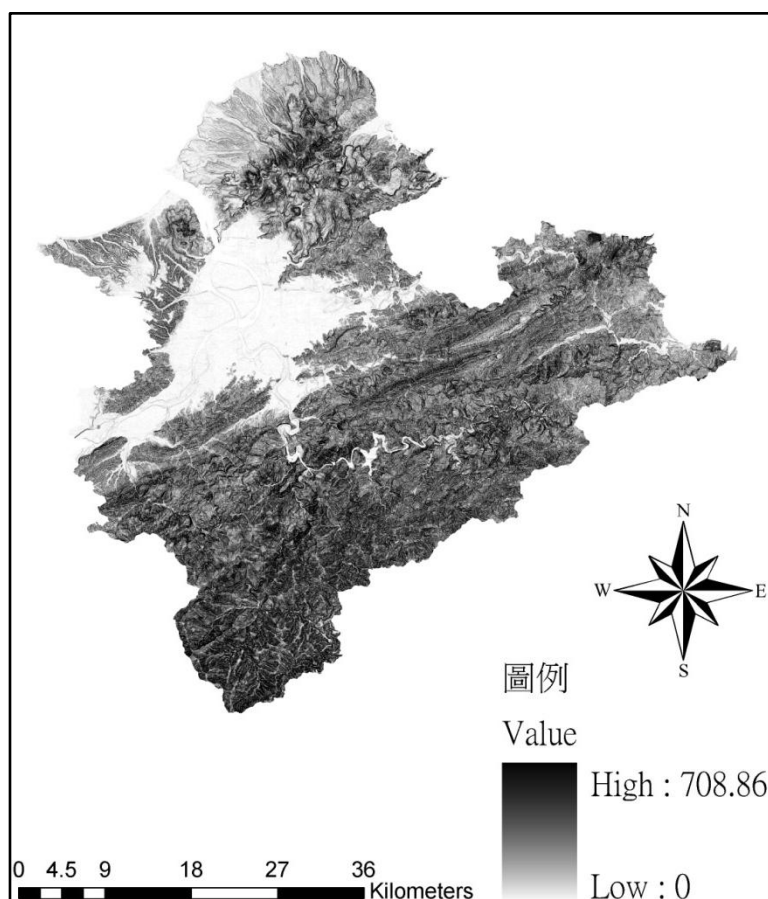 N
W E
S
圖例
Value
High : 708.86
Low : 0
0 4.5 9 18 27 36
Kilometers